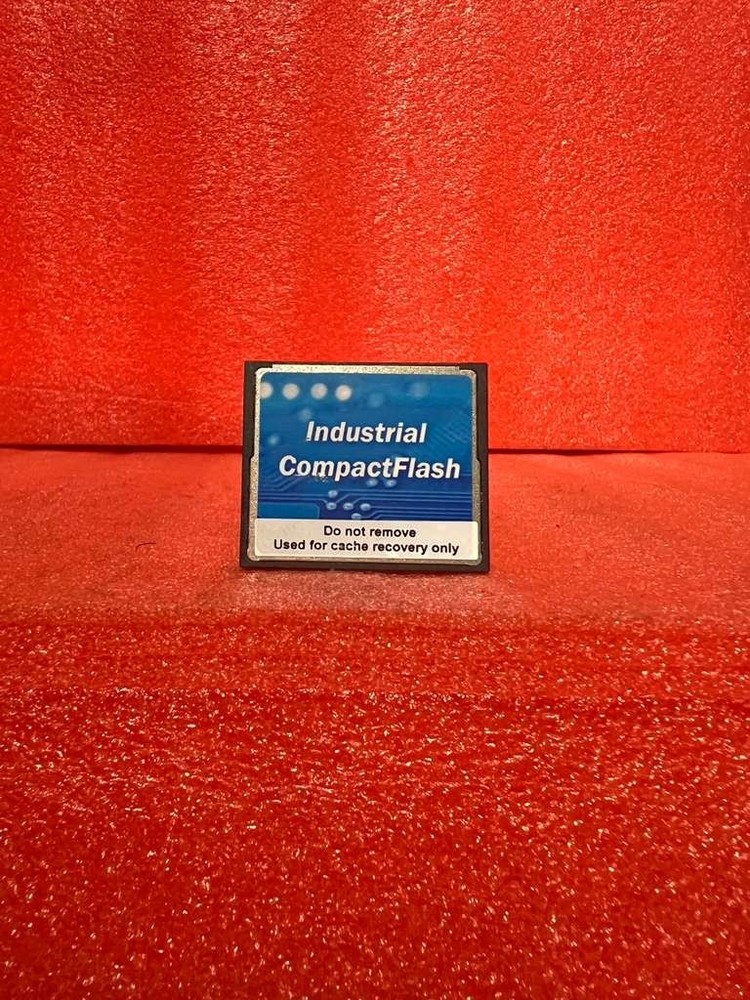 Industrial
CompactFlash
Do not remove
Used for cache recovery only